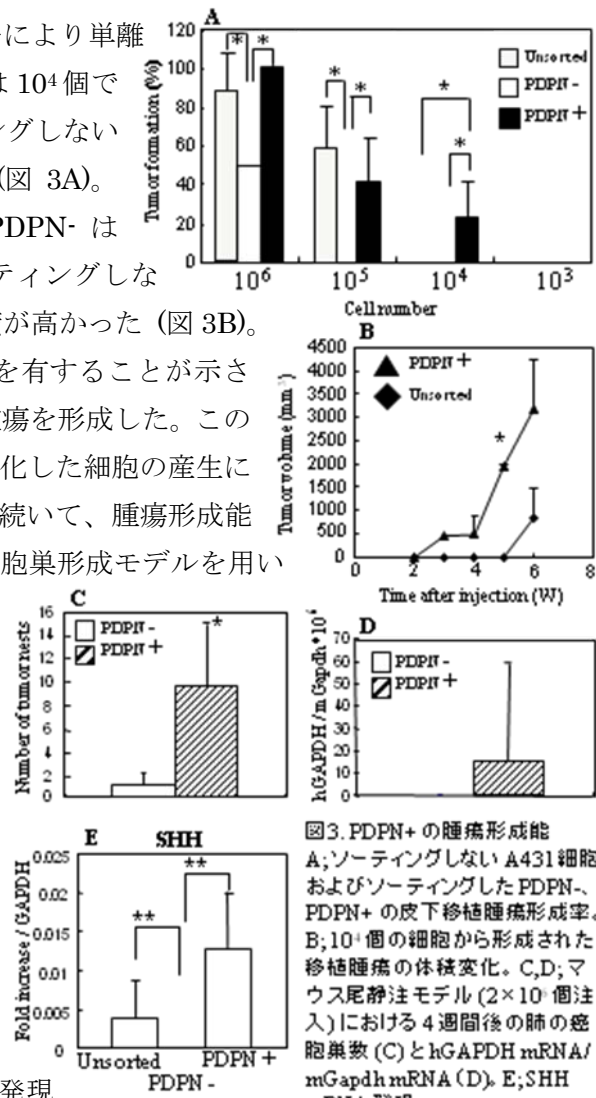 により単離
は 10⁴ 個で
ングしない
(図 3A)。
PDPN- は
ティングしな
が高かった (図 3B)。
を有することが示さ
腫瘍を形成した。この
化した細胞の産生に
続いて、腫瘍形成能
胞巣形成モデルを用い
発現
A
Tumor formation (%)
120
100
80
60
40
20
0
* * * * * *
Unsorted
PDPN -
PDPN +
10⁶ 10⁵ 10⁴ 10³
Cell number
B
Tumor volume (mm³)
4500
4000
3500
3000
2500
2000
1500
1000
500
0
PDPN +
Unsorted
*
0 2 4 6 8
Time after injection (W)
C
Number of tumor nests
16
14
12
10
8
6
4
2
0
PDPN -
PDPN +
*
D
hGAPDH / mGapdh*10⁴
70
60
50
40
30
20
10
0
PDPN -
PDPN +
E SHH
Fold increase / GAPDH
0.025
0.02
0.015
0.01
0.005
0
** **
Unsorted PDPN +
PDPN -
図3. PDPN+ の腫瘍形成能
A;ソーティングしない A431 細胞
およびソーティングした PDPN-、
PDPN+ の皮下移植腫瘍形成率。
B;10⁴ 個の細胞から形成された
移植腫瘍の体積変化。C,D;マ
ウス尾静注モデル (2×10 個注
入) における 4 週間後の肺の癌
胞巣数 (C) と hGAPDH mRNA/
mGapdh mRNA (D)。E;SHH